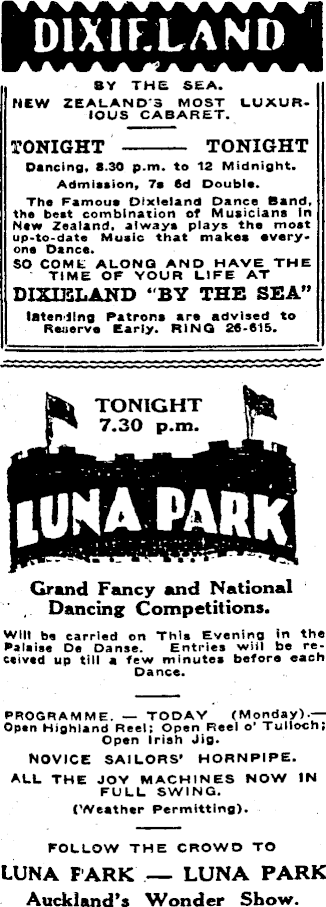 DIXIELAND
BY THE SEA.
NEW ZEALAND'S MOST LUXUR-
IOUS CABARET.
TONIGHT —— TONIGHT
Dancing, 8.30 p.m. to 12 Midnight.
Admission, 7s 6d Double.
The Famous Dixieland Dance Band,
the best combination of Musicians in
New Zealand, always plays the most
up-to-date Music that makes every-
one Dance.
SO COME ALONG AND HAVE THE
TIME OF YOUR LIFE AT
DIXIELAND "BY THE SEA"
Intending Patrons are advised to
Reserve Early. RING 26-615.
TONIGHT
7.30 p.m.
LUNA PARK
Grand Fancy and National
Dancing Competitions.
Will be carried on This Evening in the
Palaise De Danse. Entries will be re-
ceived up till a few minutes before each
Dance.
PROGRAMME. — TODAY (Monday).—
Open Highland Reel; Open Reel o' Tulloch;
Open Irish Jig.
NOVICE SAILORS' HORNPIPE.
ALL THE JOY MACHINES NOW IN
FULL SWING.
(Weather Permitting).
FOLLOW THE CROWD TO
LUNA PARK — LUNA PARK
Auckland's Wonder Show.